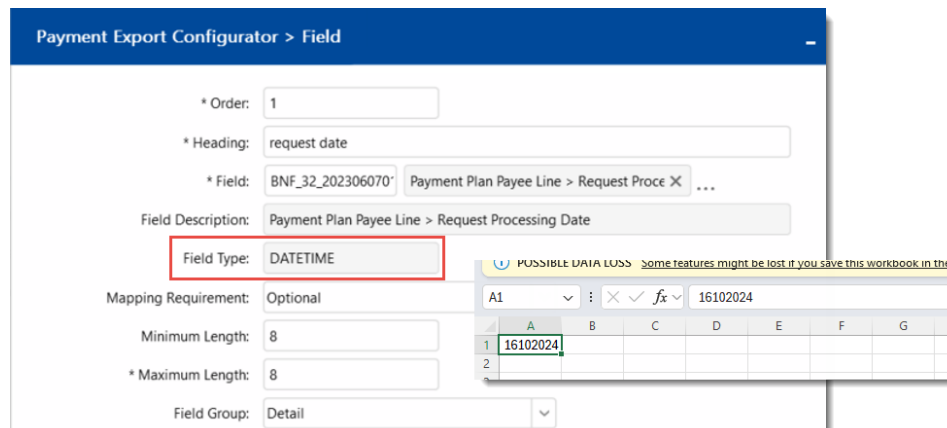 Payment Export Configurator > Field
* Order: 1
* Heading: request date
* Field: BNF_32_202306070 Payment Plan Payee Line > Request Proce ✕ ...
Field Description: Payment Plan Payee Line > Request Processing Date
Field Type: DATETIME
POSSIBLE DATA LOSS Some features might be lost if you save this workbook in the
Mapping Requirement: Optional
A1 fx 16102024
A B C D E F G
Minimum Length: 8
1 16102024
2
* Maximum Length: 8
Field Group: Detail